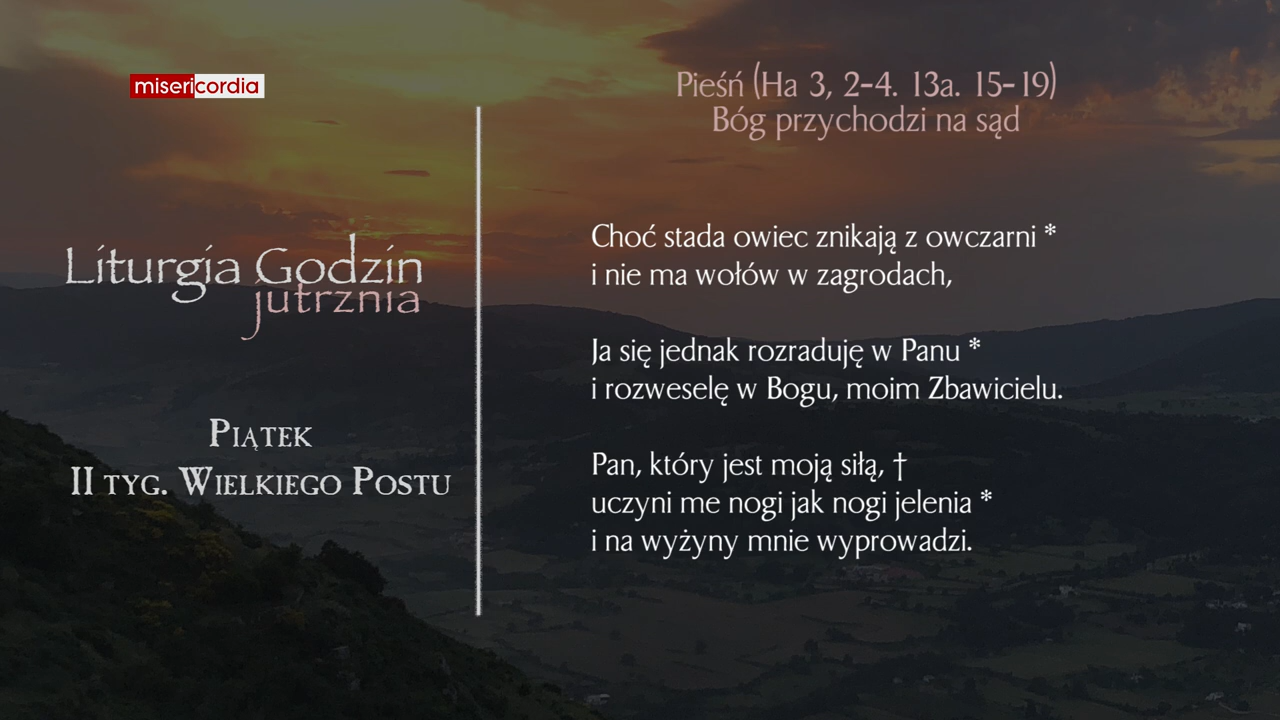 misericordia
Liturgia Godzin
jutrznia
Piątek
II tyg. Wielkiego Postu
Pieśń (Ha 3, 2-4. 13a. 15-19)
Bóg przychodzi na sąd
Choć stada owiec znikają z owczarni *
i nie ma wołów w zagrodach,
Ja się jednak rozraduję w Panu *
i rozweselę w Bogu, moim Zbawicielu.
Pan, który jest moją siłą, †
uczyni me nogi jak nogi jelenia *
i na wyżyny mnie wyprowadzi.